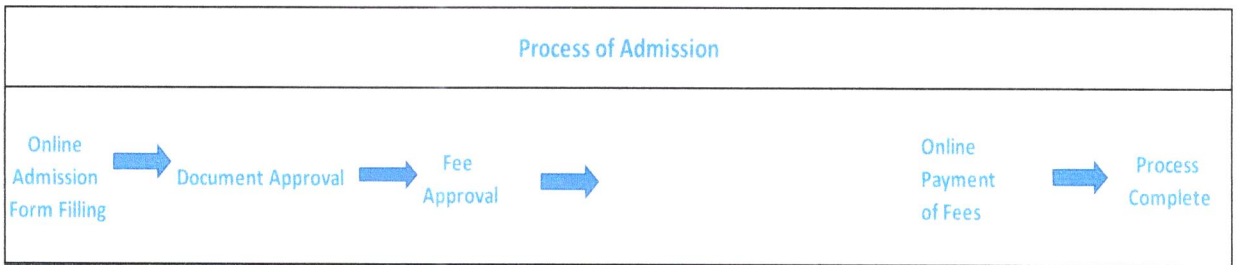 Process of Admission
Online
Admission
Form Filling
Document Approval
Fee
Approval
Online
Payment
of Fees
Process
Complete